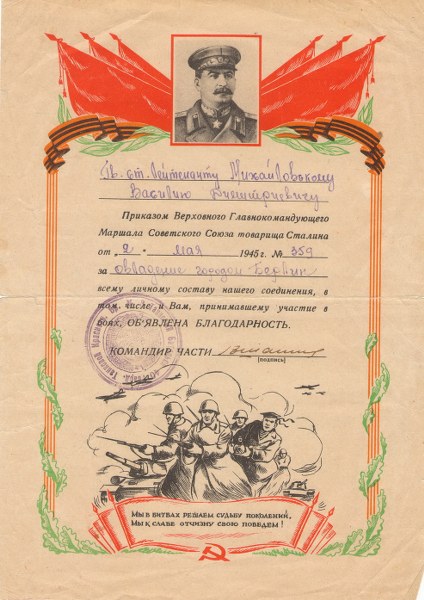 Гв. ст. Лейтенанту Михайловскому
Василию Дмитриевичу
Приказом Верховного Главнокомандующего
Маршала Советского Союза товарища Сталина
от „2“ мая 1945г. № 359
за овладение городом Берлин
всему личному составу нашего соединения, в
том числе и Вам, принимавшему участие в
боях, ОБ'ЯВЛЕНА БЛАГОДАРНОСТЬ.
КОМАНДИР ЧАСТИ
(подпись)
МЫ В БИТВАХ РЕШАЕМ СУДЬБУ ПОКОЛЕНИЙ,
МЫ К СЛАВЕ ОТЧИЗНУ СВОЮ ПОВЕДЕМ!